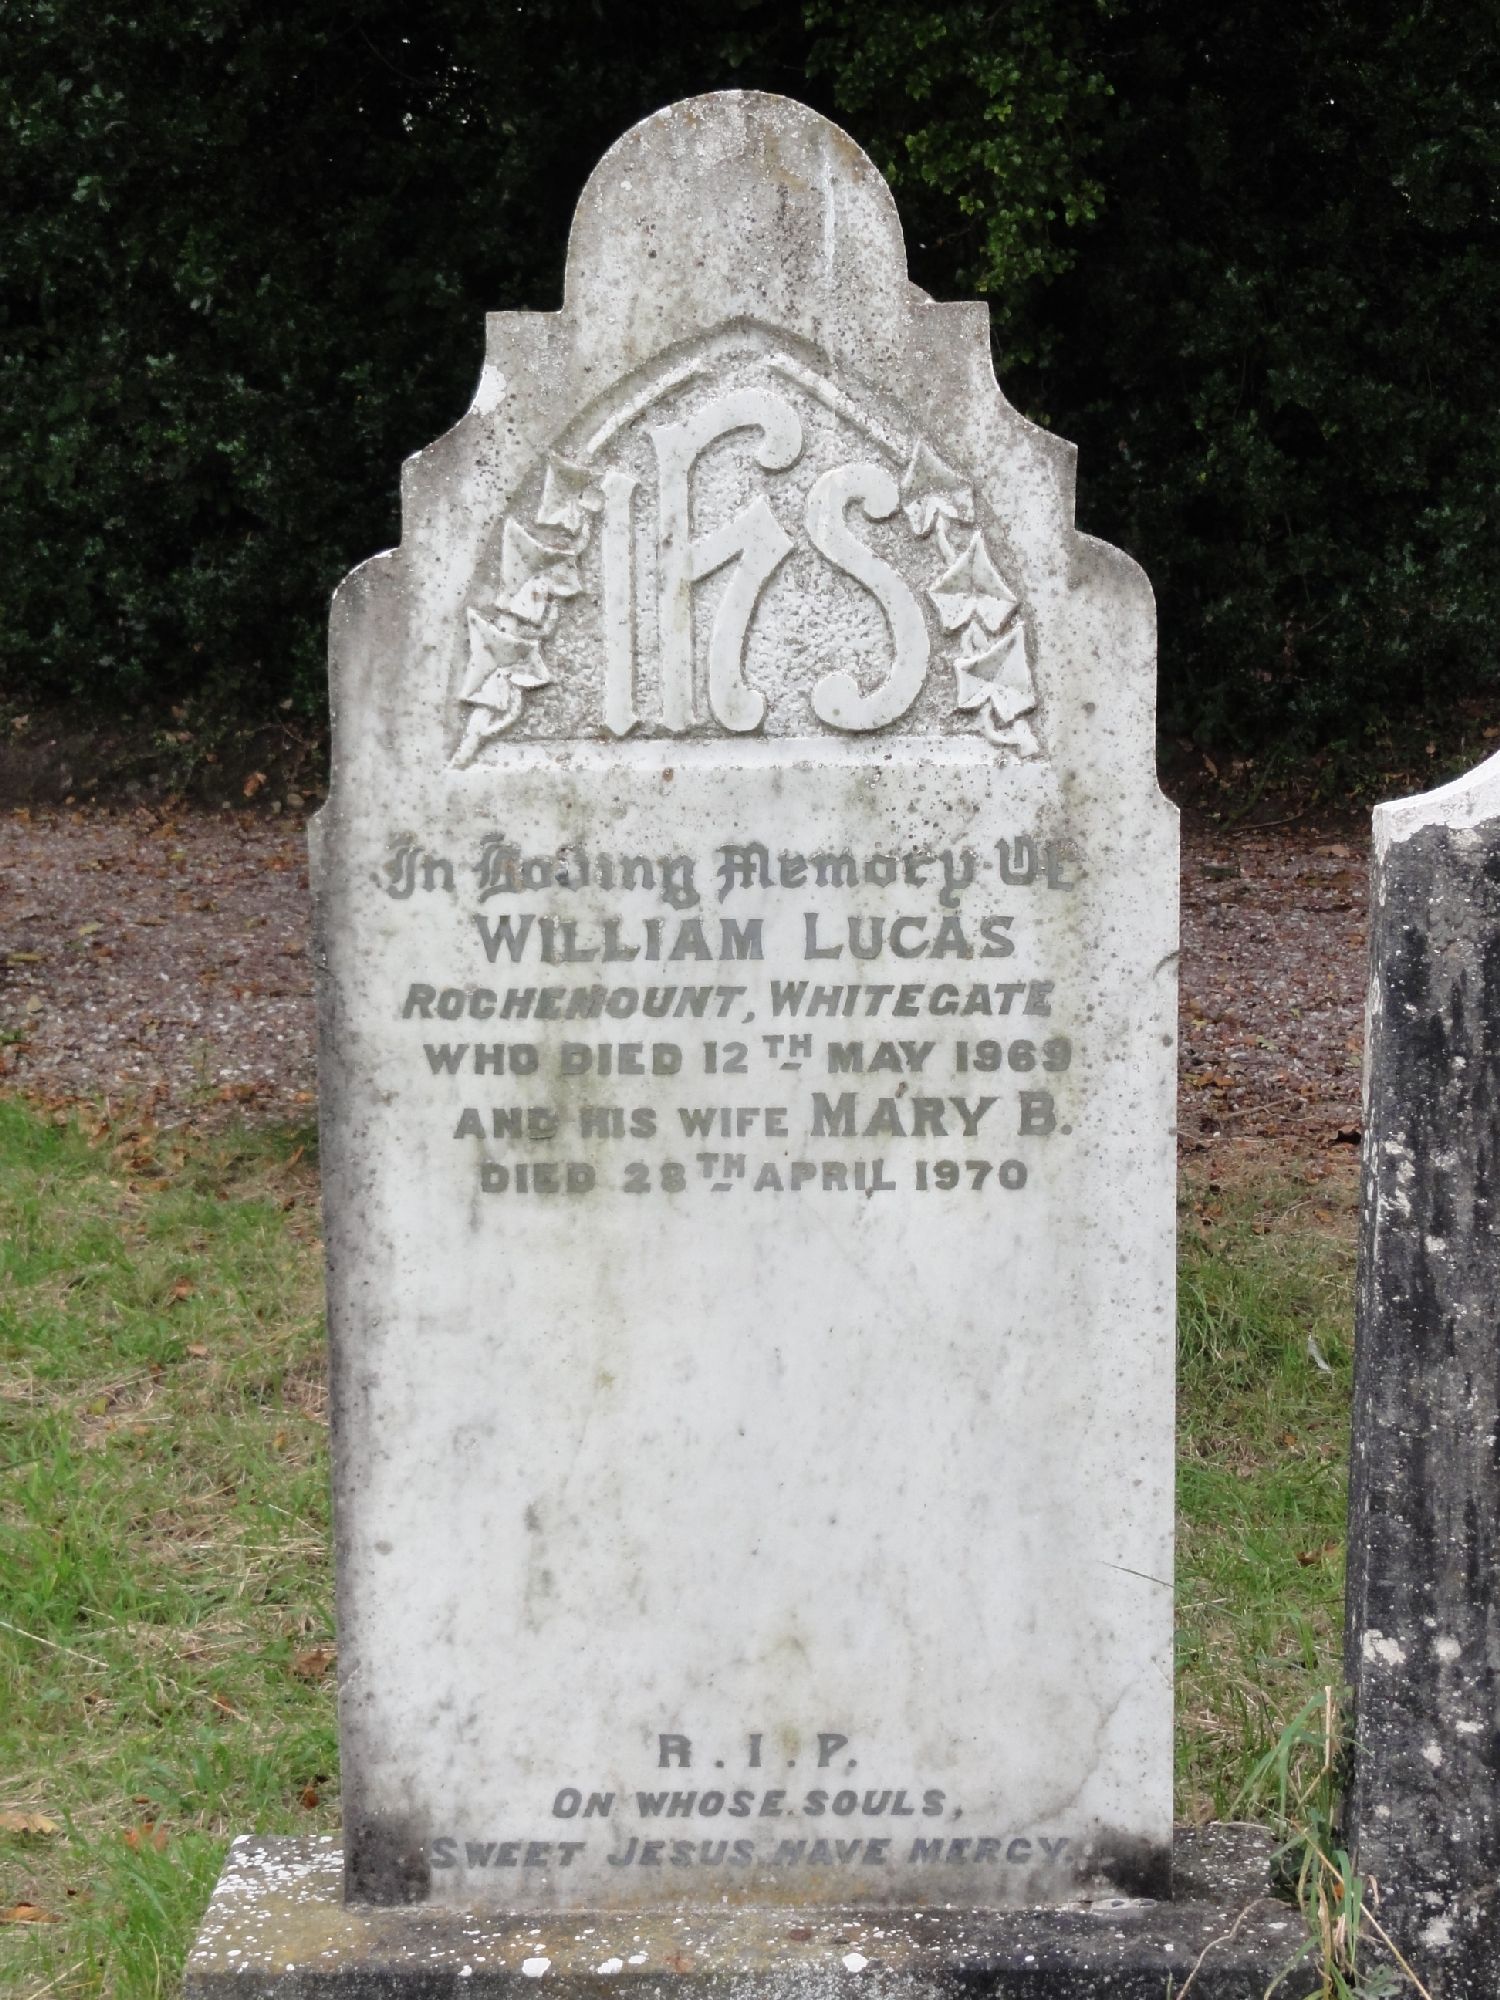 IHS
In Loving Memory Of
WILLIAM LUCAS
ROCHEMOUNT, WHITEGATE
WHO DIED 12TH MAY 1969
AND HIS WIFE MARY B.
DIED 28TH APRIL 1970
R.I.P.
ON WHOSE SOULS,
SWEET JESUS HAVE MERCY.